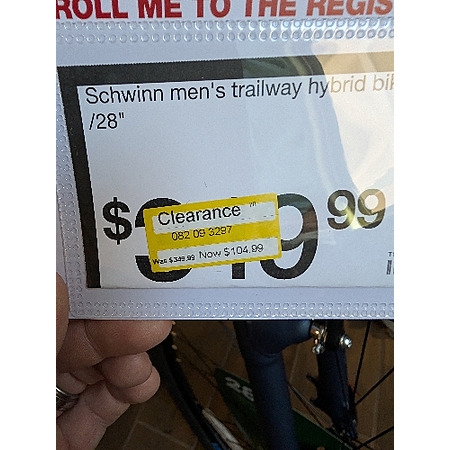 ROLL ME TO THE REGIS
Schwinn men's trailway hybrid bi
/28"
$349 99
Clearance
082 09 3297
Was $349.99 Now $104.99